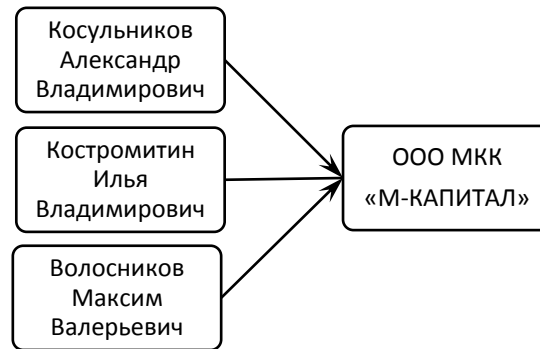 Косульников
Александр
Владимирович
Костромитин
Илья
Владимирович
Волосников
Максим
Валерьевич
ООО МКК
«М-КАПИТАЛ»